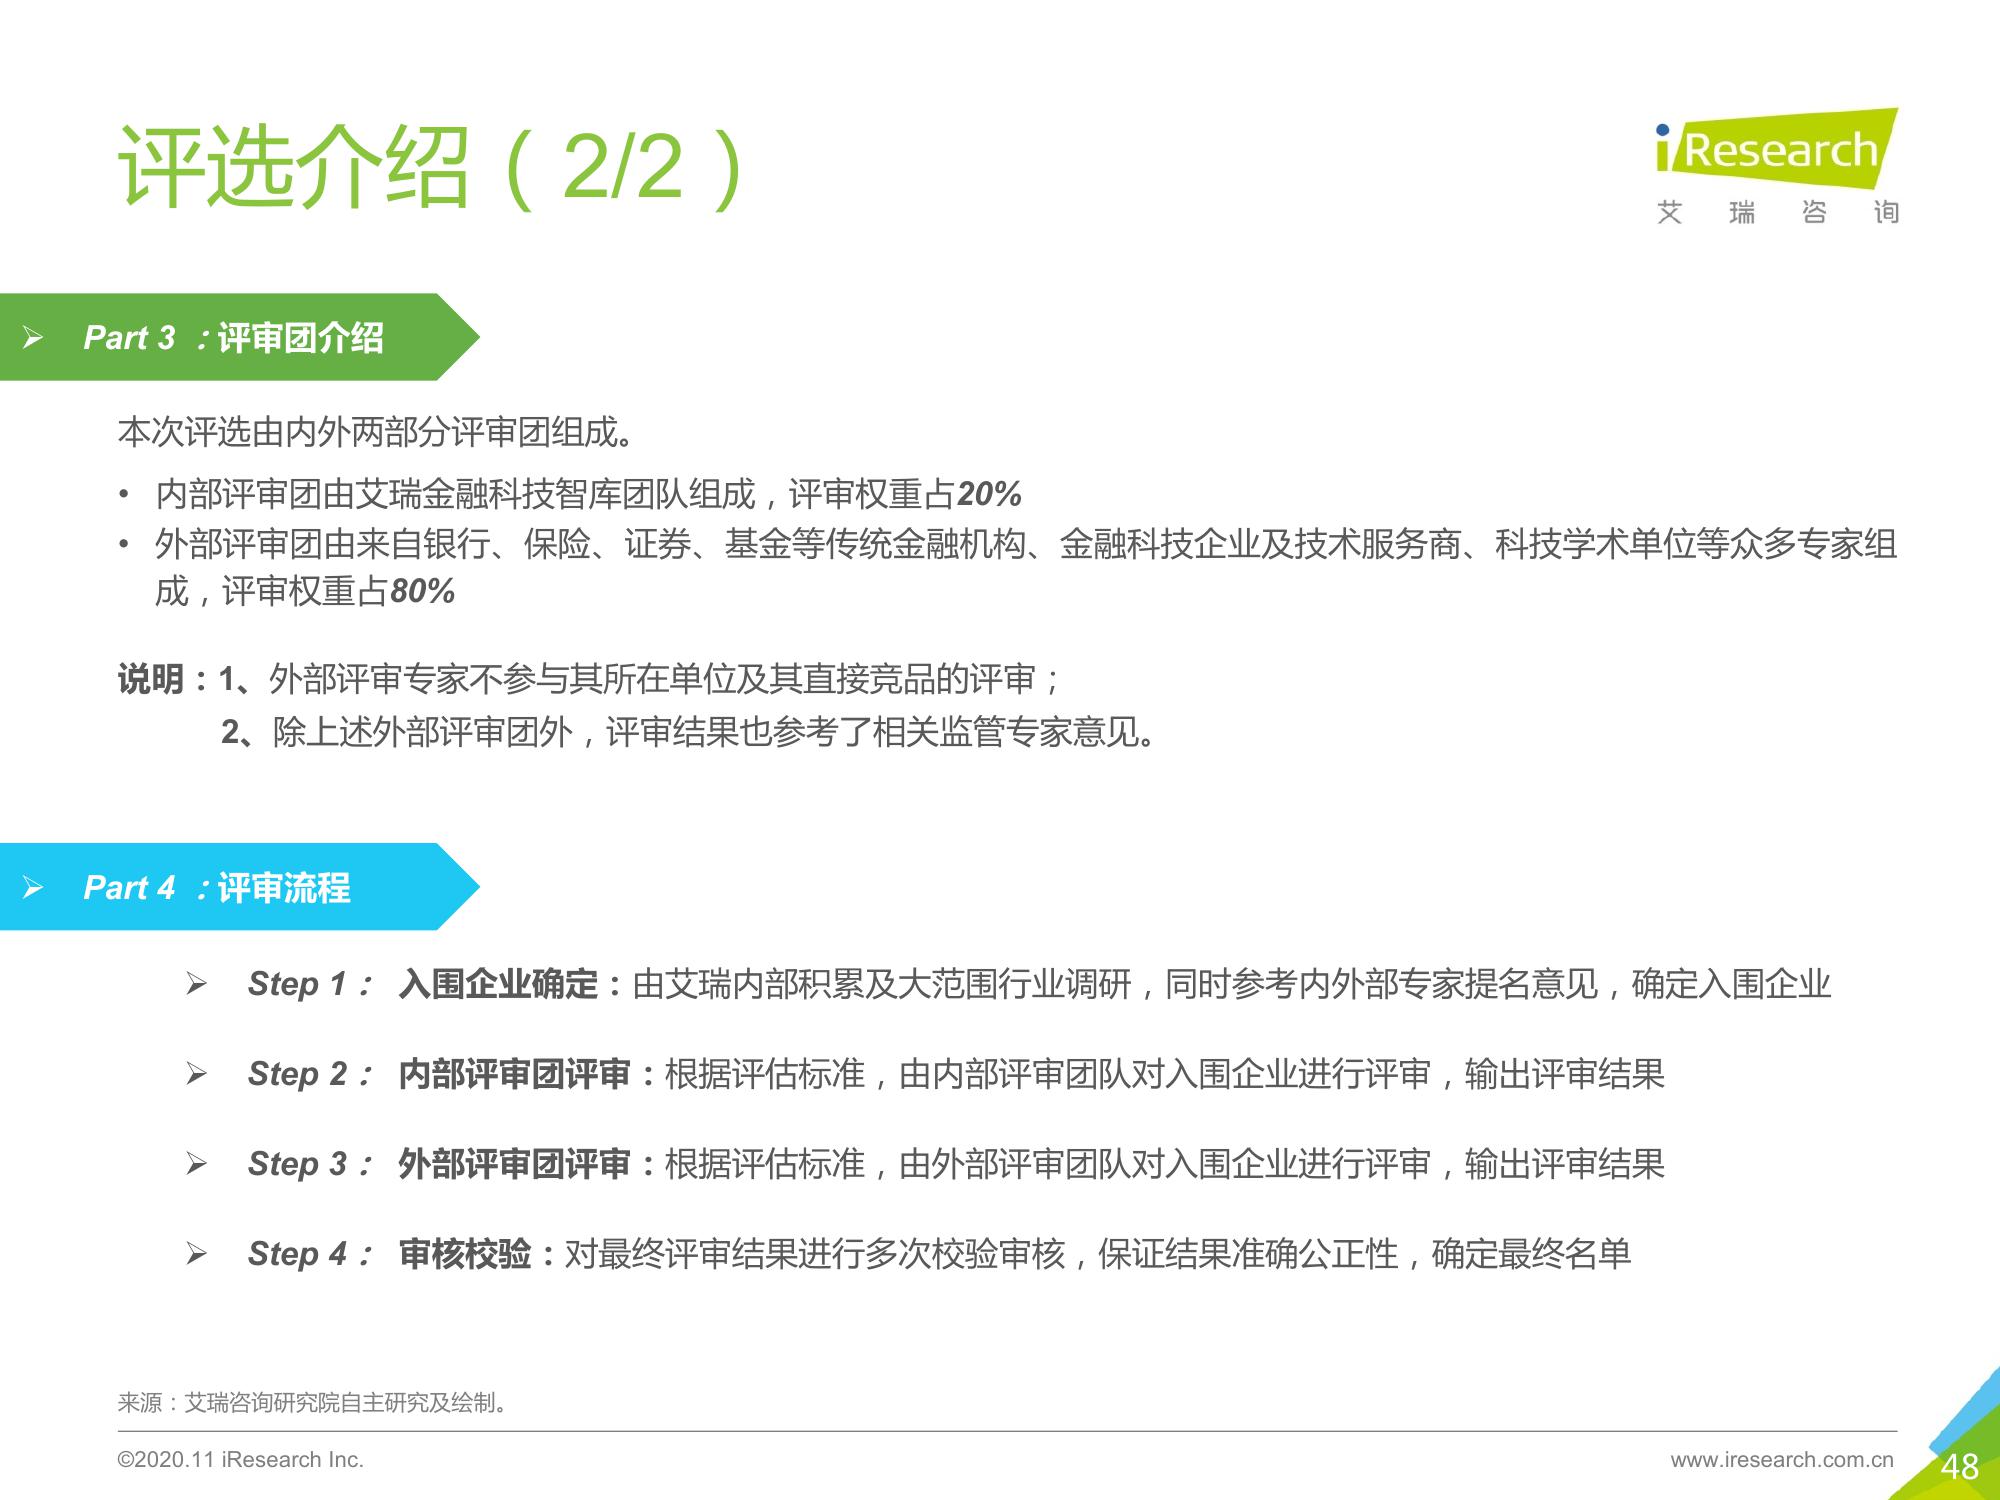 评选介绍（2/2）
iResearch
艾瑞咨询
Part 3 ：评审团介绍
本次评选由内外两部分评审团组成。
• 内部评审团由艾瑞金融科技智库团队组成，评审权重占20%
• 外部评审团由来自银行、保险、证券、基金等传统金融机构、金融科技企业及技术服务商、科技学术单位等众多专家组
成，评审权重占80%
说明：1、外部评审专家不参与其所在单位及其直接竞品的评审；
2、除上述外部评审团外，评审结果也参考了相关监管专家意见。
Part 4 ：评审流程
Step 1： 入围企业确定：由艾瑞内部积累及大范围行业调研，同时参考内外部专家提名意见，确定入围企业
Step 2： 内部评审团评审：根据评估标准，由内部评审团队对入围企业进行评审，输出评审结果
Step 3： 外部评审团评审：根据评估标准，由外部评审团队对入围企业进行评审，输出评审结果
Step 4： 审核校验：对最终评审结果进行多次校验审核，保证结果准确公正性，确定最终名单
来源：艾瑞咨询研究院自主研究及绘制。
©2020.11 iResearch Inc.
www.iresearch.com.cn
48